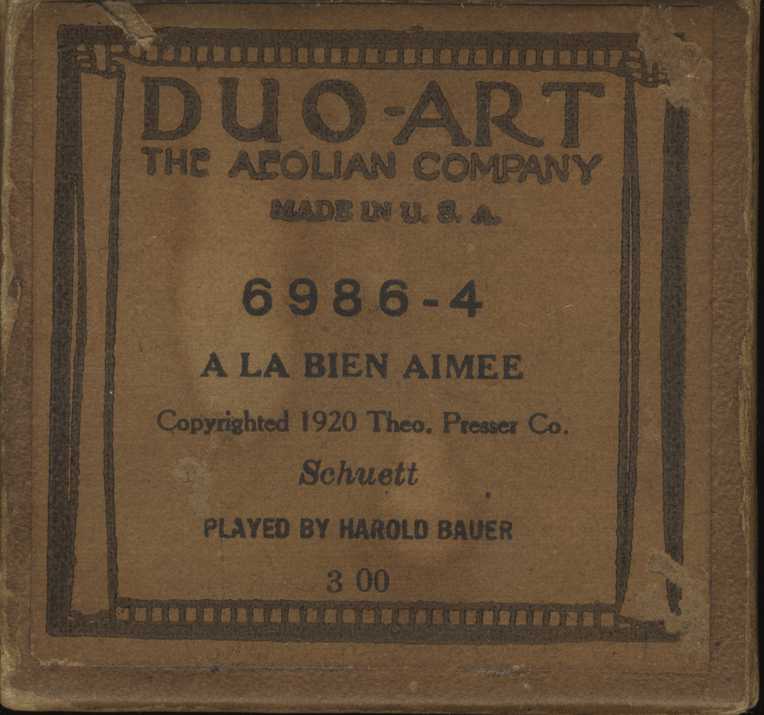 DUO-ART
THE AEOLIAN COMPANY
MADE IN U. S. A.
6986-4
A LA BIEN AIMEE
Copyrighted 1920 Theo. Presser Co.
Schuett
PLAYED BY HAROLD BAUER
3 00